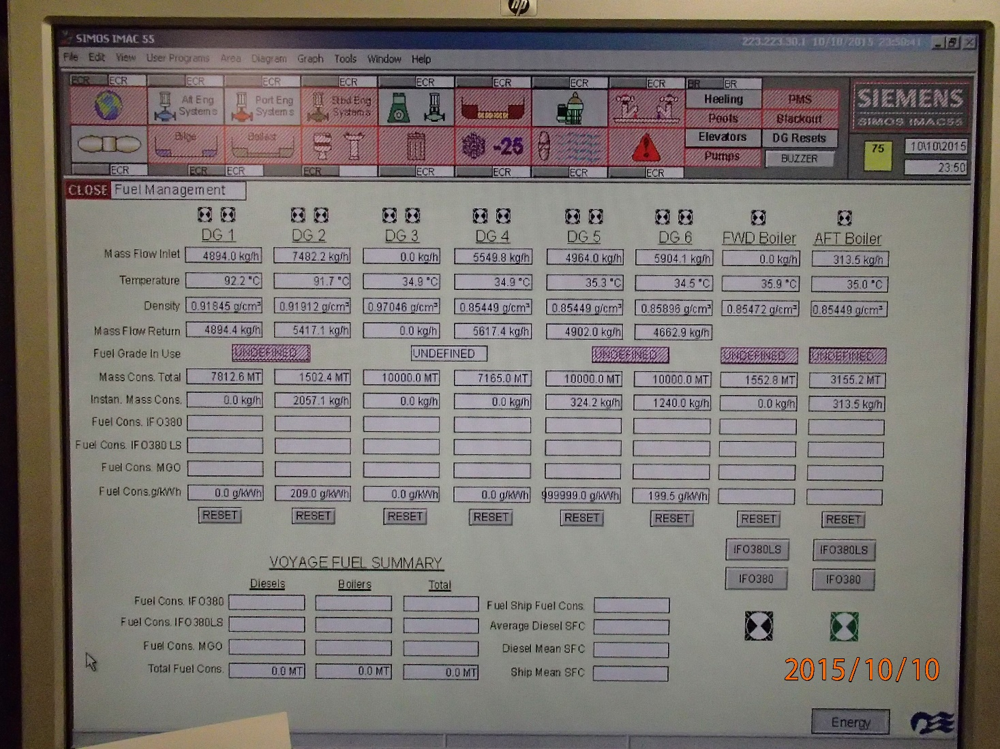 hp
SIMOS IMAC 55 223.223.30.1 10/10/2015 23:50:41
File Edit View User Programs Area Diagram Graph Tools Window Help
ECR ECR ECR ECR ECR ECR ECR ECR ECR BR BR
Aft Eng Systems Port Eng Systems Stbd Eng Systems Heeling PMS SIEMENS
Pools Blackout SIMOS IMAC55
Bilge Ballast -25 Elevators DG Resets 75 10\10\2015
Pumps BUZZER 23:50
ECR ECR ECR ECR ECR ECR ECR ECR
CLOSE Fuel Management
DG 1 DG 2 DG 3 DG 4 DG 5 DG 6 FWD Boiler AFT Boiler
Mass Flow Inlet 4894.0 kg/h 7482.2 kg/h 0.0 kg/h 5549.8 kg/h 4964.0 kg/h 5904.1 kg/h 0.0 kg/h 313.5 kg/h
Temperature 92.2 °C 91.7 °C 34.9 °C 34.9 °C 35.3 °C 34.5 °C 35.9 °C 35.0 °C
Density 0.91845 g/cm³ 0.91912 g/cm³ 0.97046 g/cm³ 0.85449 g/cm³ 0.85449 g/cm³ 0.85896 g/cm³ 0.85472 g/cm³ 0.85449 g/cm³
Mass Flow Return 4894.4 kg/h 5417.1 kg/h 0.0 kg/h 5617.4 kg/h 4902.0 kg/h 4662.9 kg/h
Fuel Grade In Use UNDEFINED UNDEFINED UNDEFINED UNDEFINED UNDEFINED
Mass Cons. Total 7812.6 MT 1502.4 MT 10000.0 MT 7165.0 MT 10000.0 MT 10000.0 MT 1552.8 MT 3155.2 MT
Instan. Mass Cons. 0.0 kg/h 2057.1 kg/h 0.0 kg/h 0.0 kg/h 324.2 kg/h 1240.0 kg/h 0.0 kg/h 313.5 kg/h
Fuel Cons. IFO380
Fuel Cons. IFO380 LS
Fuel Cons. MGO
Fuel Cons.g/kWh 0.0 g/kWh 209.0 g/kWh 0.0 g/kWh 0.0 g/kWh 999999.0 g/kWh 199.5 g/kWh
RESET RESET RESET RESET RESET RESET RESET RESET
IFO380LS IFO380LS
IFO380 IFO380
VOYAGE FUEL SUMMARY
Diesels Boilers Total
Fuel Cons. IFO380 Fuel Ship Fuel Cons.
Fuel Cons. IFO380LS Average Diesel SFC
Fuel Cons. MGO Diesel Mean SFC
Total Fuel Cons. 0.0 MT 0.0 MT 0.0 MT Ship Mean SFC
2015/10/10
Energy